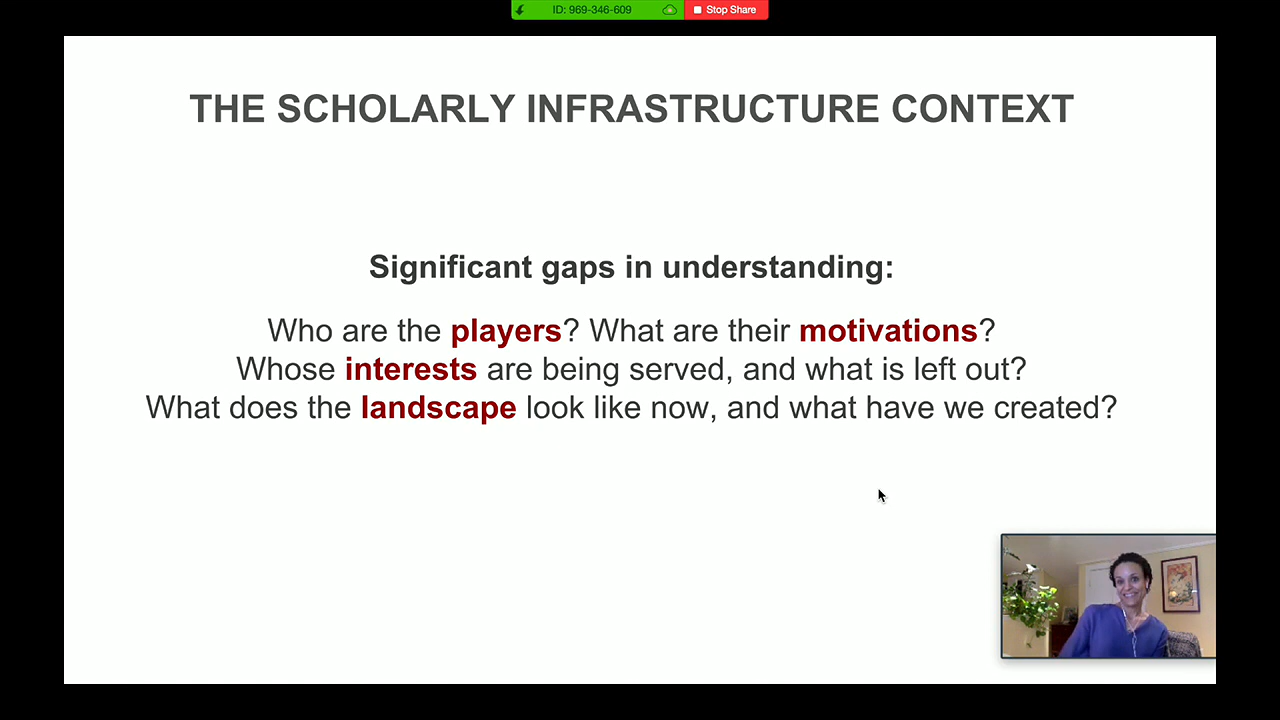 ID: 969-346-609
Stop Share
THE SCHOLARLY INFRASTRUCTURE CONTEXT
Significant gaps in understanding:
Who are the players? What are their motivations?
Whose interests are being served, and what is left out?
What does the landscape look like now, and what have we created?